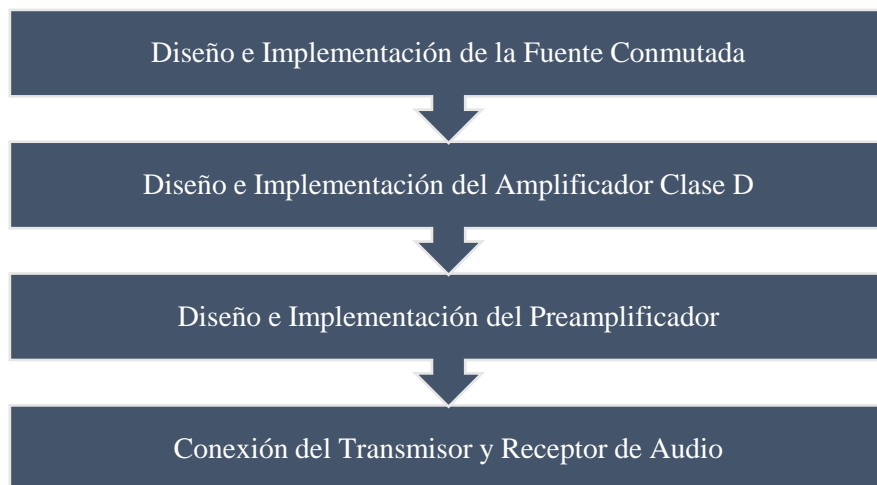 Diseño e Implementación de la Fuente Conmutada
Diseño e Implementación del Amplificador Clase D
Diseño e Implementación del Preamplificador
Conexión del Transmisor y Receptor de Audio